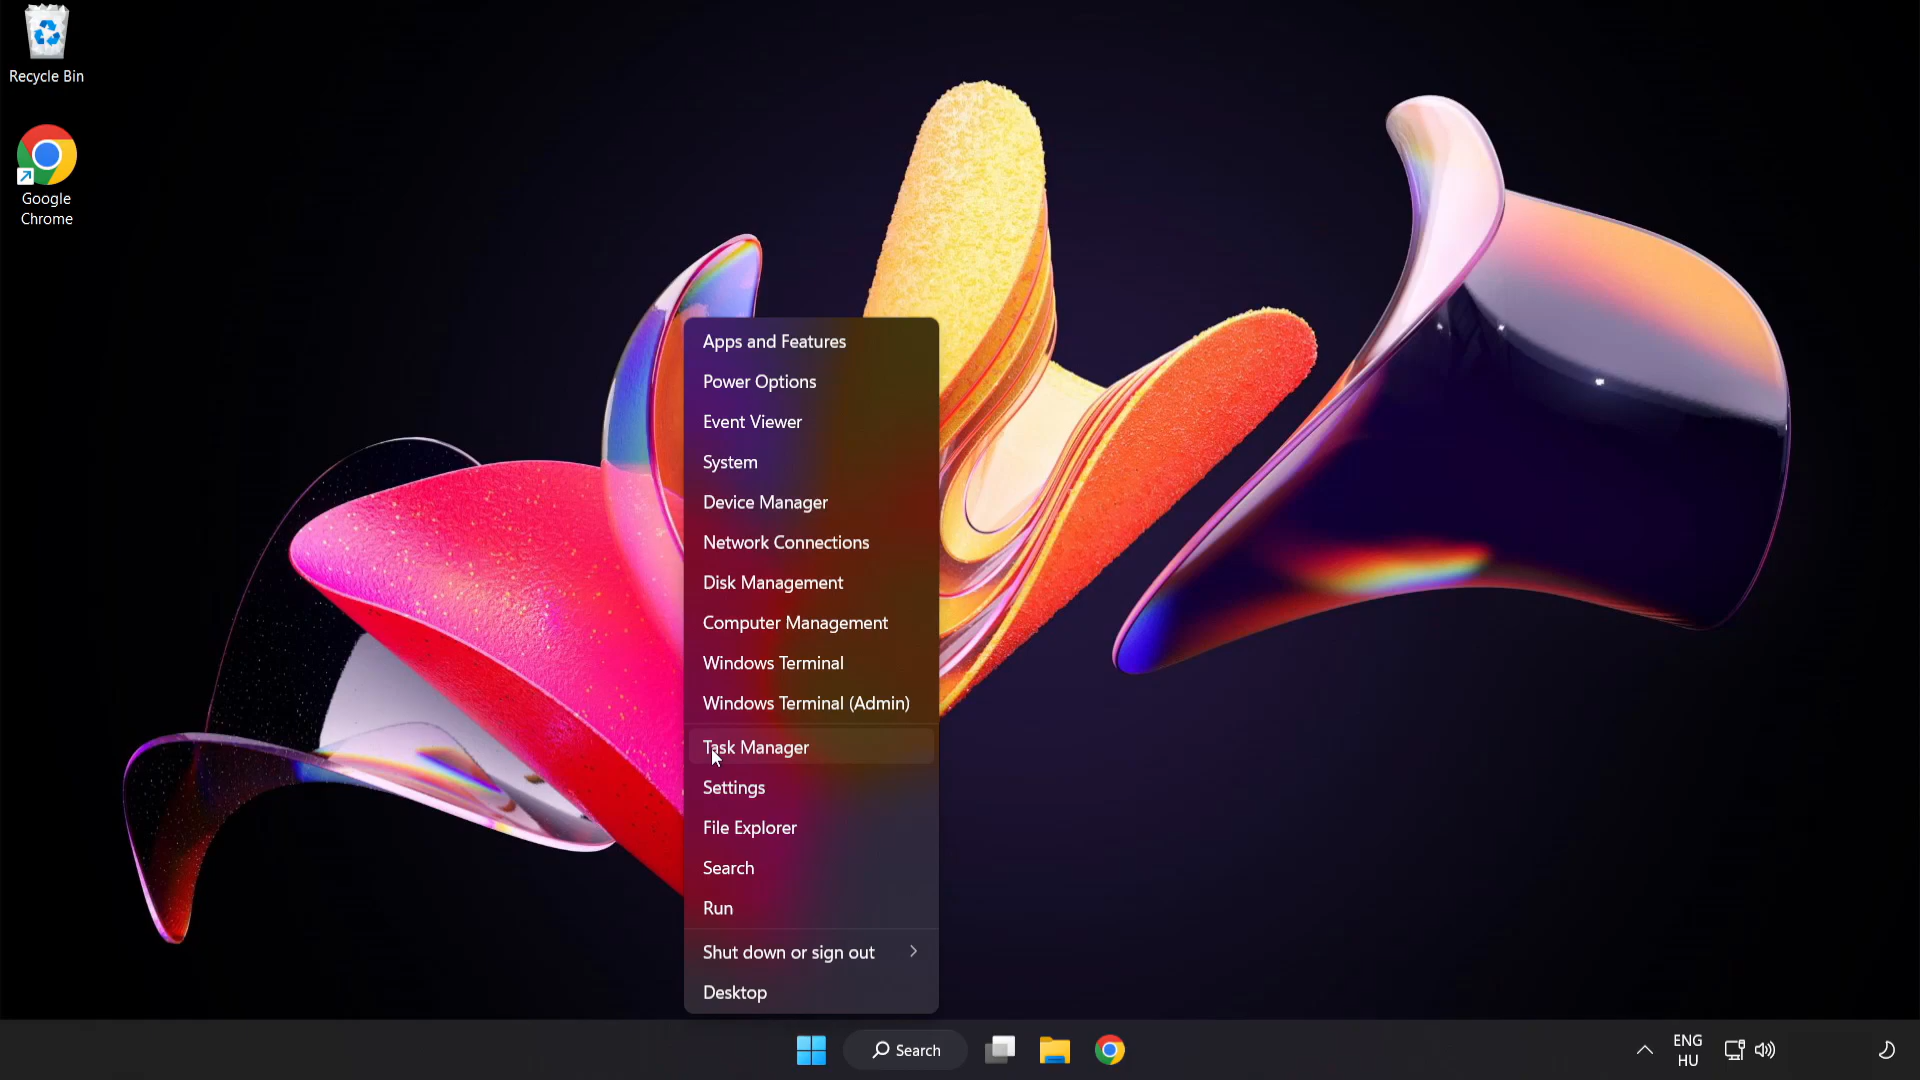 Recycle Bin
Google
Chrome
Apps and Features
Power Options
Event Viewer
System
Device Manager
Network Connections
Disk Management
Computer Management
Windows Terminal
Windows Terminal (Admin)
Task Manager
Settings
File Explorer
Search
Run
Shut down or sign out
Desktop
Search
ENG
HU